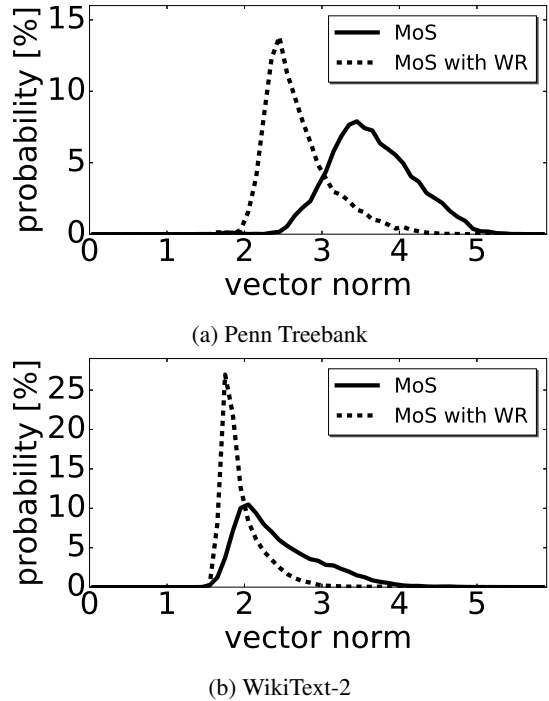 probability [%]
15
10
5
0
MoS
MoS with WR
0 1 2 3 4 5
vector norm
(a) Penn Treebank
probability [%]
25
20
15
10
5
0
MoS
MoS with WR
0 1 2 3 4 5
vector norm
(b) WikiText-2